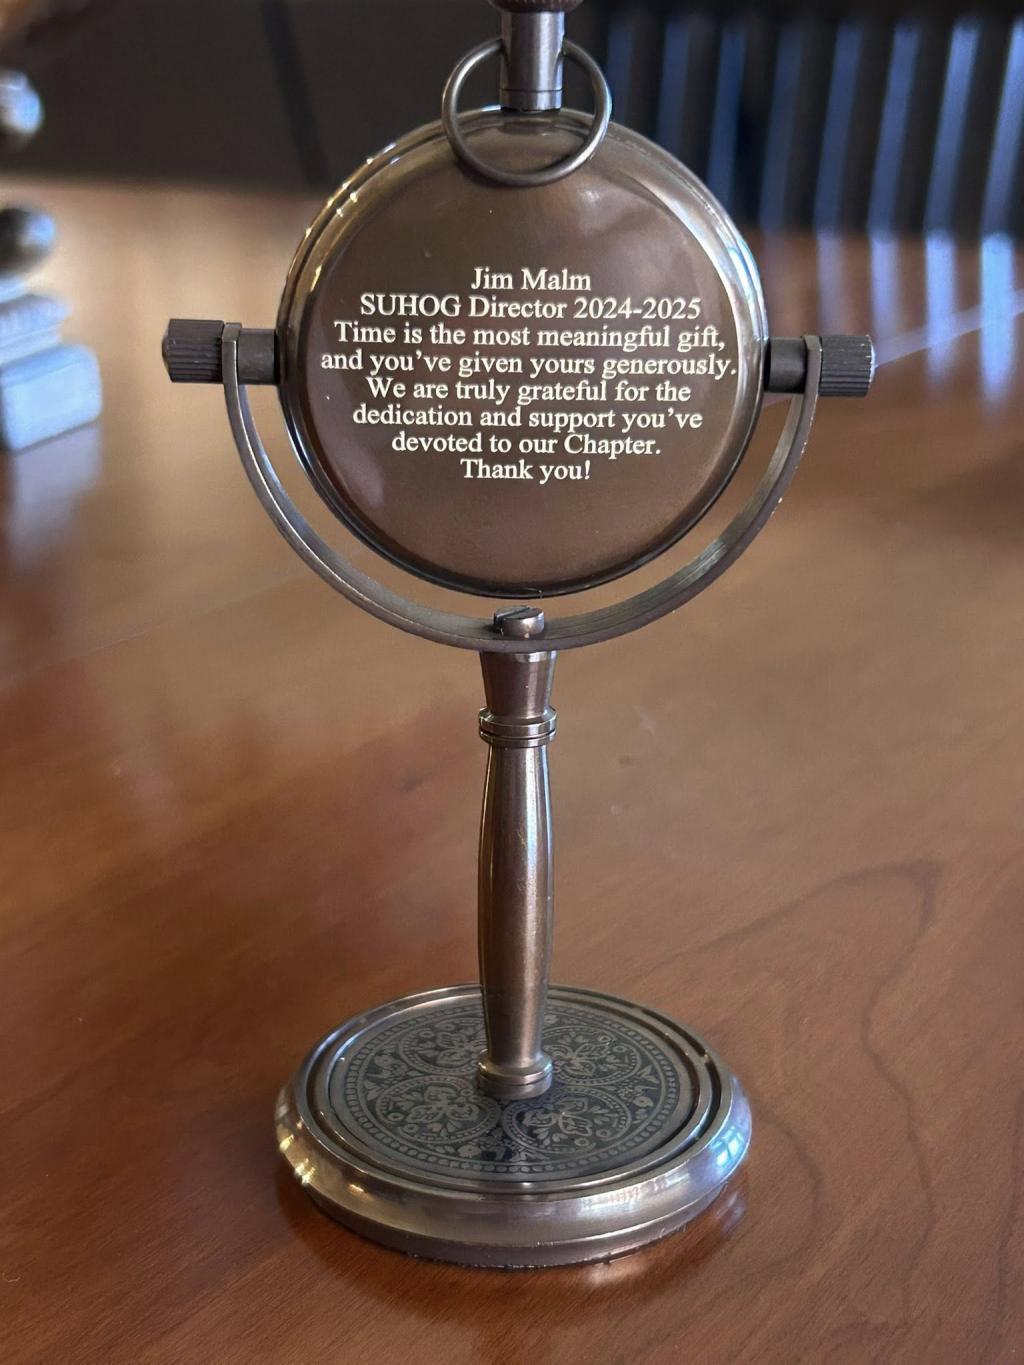 Jim Malm
SUHOG Director 2024-2025
Time is the most meaningful gift,
and you've given yours generously.
We are truly grateful for the
dedication and support you've
devoted to our Chapter.
Thank you!